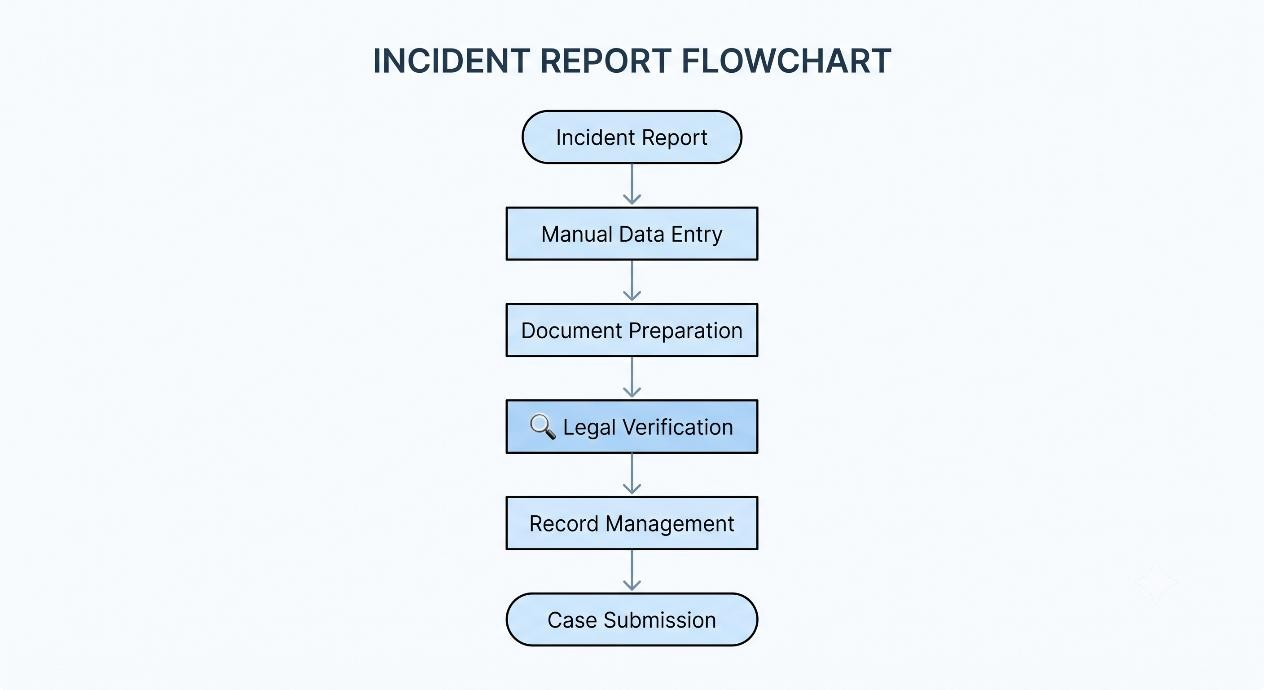 INCIDENT REPORT FLOWCHART
Incident Report
Manual Data Entry
Document Preparation
Legal Verification
Record Management
Case Submission